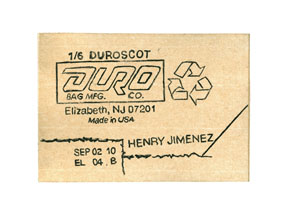 1/6 DUROSCOT
DURO
BAG MFG. CO.
Elizabeth, NJ 07201
Made in USA
HENRY JIMENEZ
SEP 02 10
EL 04 .B